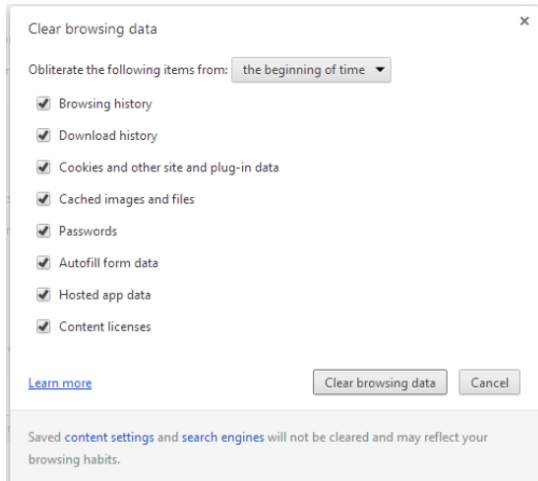 Clear browsing data
Obliterate the following items from: the beginning of time
Browsing history
Download history
Cookies and other site and plug-in data
Cached images and files
Passwords
Autofill form data
Hosted app data
Content licenses
Learn more Clear browsing data Cancel
Saved content settings and search engines will not be cleared and may reflect your
browsing habits.